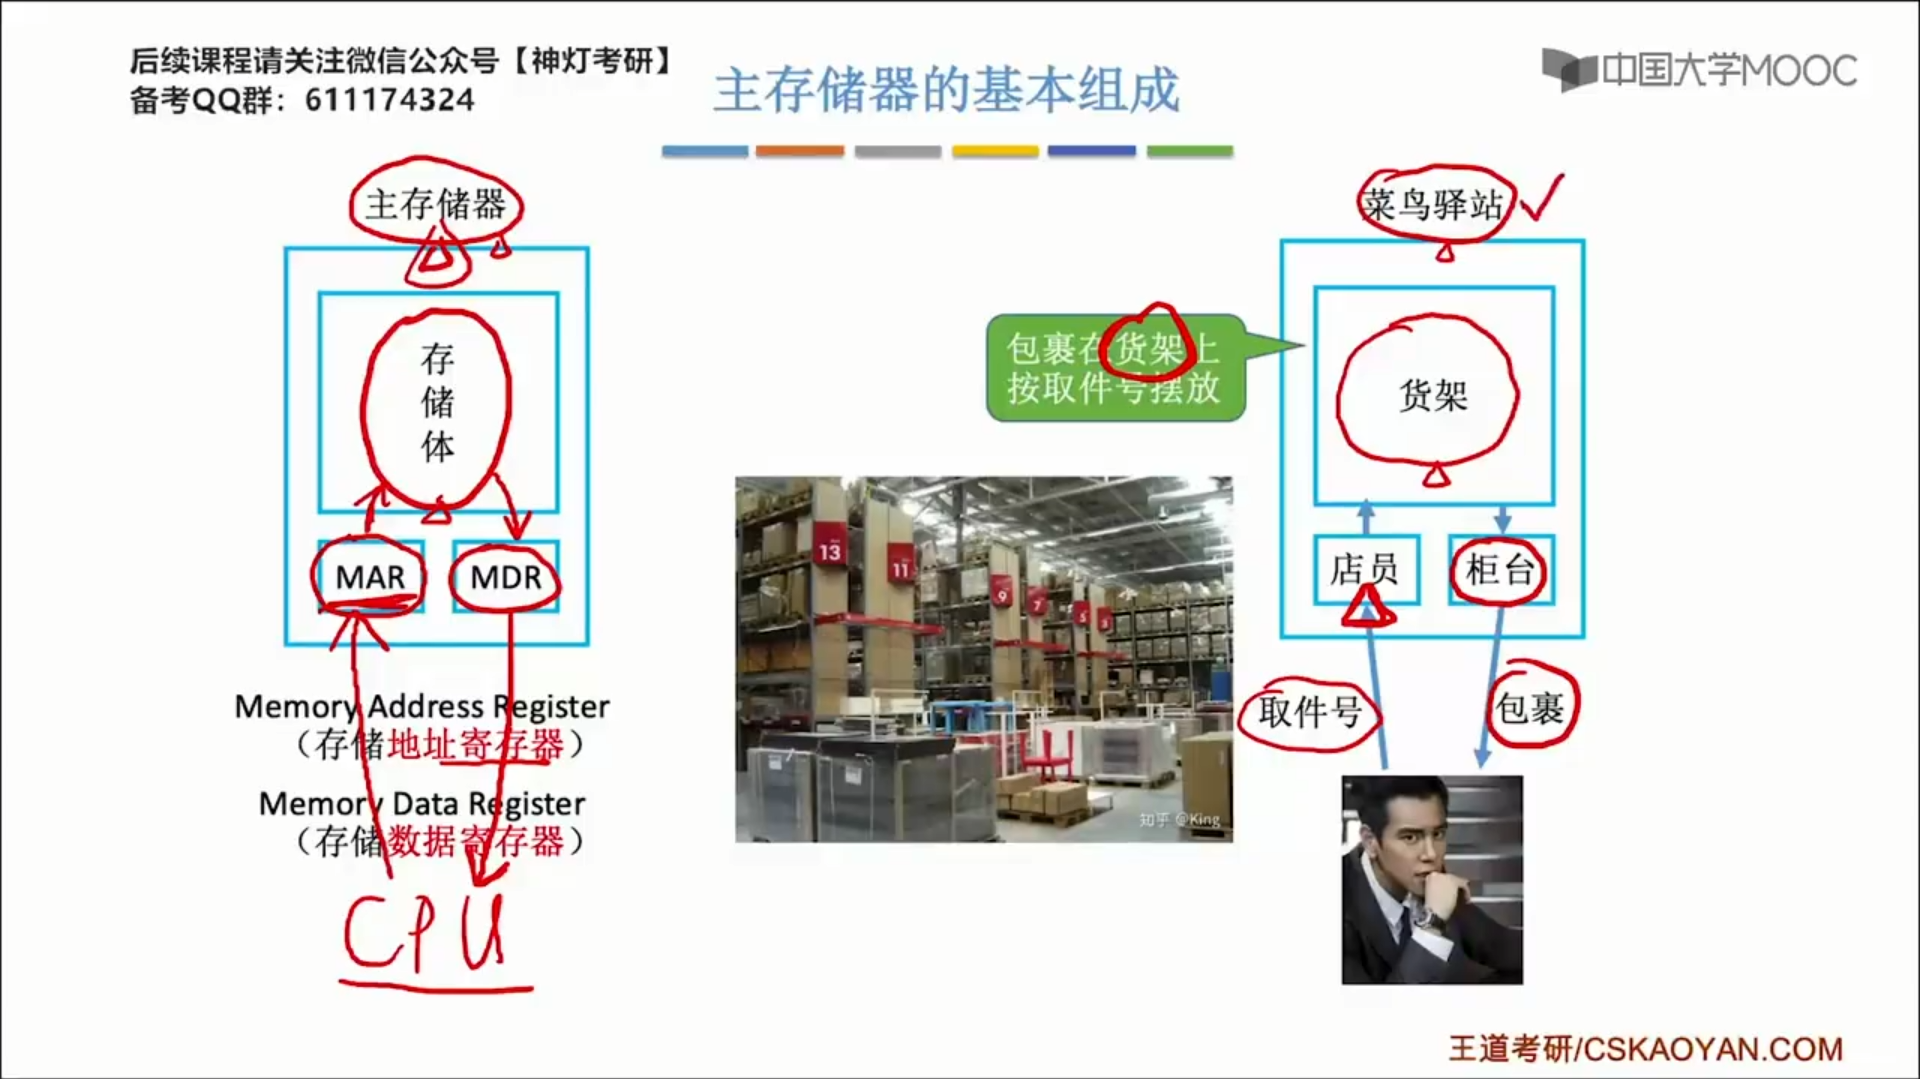 后续课程请关注微信公众号【神灯考研】
备考QQ群：611174324
主存储器的基本组成
中国大学MOOC
主存储器
存
储
体
MAR
MDR
Memory Address Register
（存储地址寄存器）
Memory Data Register
（存储数据寄存器）
CPU
包裹在货架上
按取件号摆放
13
11
9
7
5
3
知乎 @King
菜鸟驿站
货架
店员
柜台
取件号
包裹
王道考研/CSKAOYAN.COM